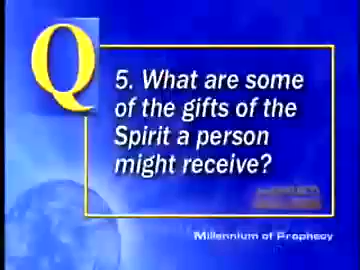 Q
5. What are some
of the gifts of the
Spirit a person
might receive?
Millennium of Prophecy